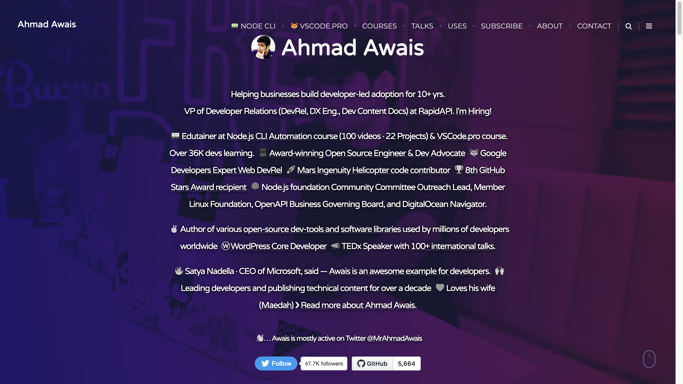 Ahmad Awais
NODE CLI VSCODE.PRO COURSES TALKS USES SUBSCRIBE ABOUT CONTACT
Ahmad Awais
Helping businesses build developer-led adoption for 10+ yrs.
VP of Developer Relations (DevRel, DX Eng., Dev Content Docs) at RapidAPI. I'm Hiring!
Edutainer at Node.js CLI Automation course (100 videos · 22 Projects) & VSCode.pro course.
Over 36K devs learning. Award-winning Open Source Engineer & Dev Advocate Google
Developers Expert Web DevRel Mars Ingenuity Helicopter code contributor 8th GitHub
Stars Award recipient Node.js foundation Community Committee Outreach Lead, Member
Linux Foundation, OpenAPI Business Governing Board, and DigitalOcean Navigator.
Author of various open-source dev-tools and software libraries used by millions of developers
worldwide WordPress Core Developer TEDx Speaker with 100+ international talks.
Satya Nadella · CEO of Microsoft, said — Awais is an awesome example for developers.
Leading developers and publishing technical content for over a decade Loves his wife
(Maedah) ❯ Read more about Ahmad Awais.
… Awais is mostly active on Twitter @MrAhmadAwais
Follow 47.7K followers GitHub 5,664